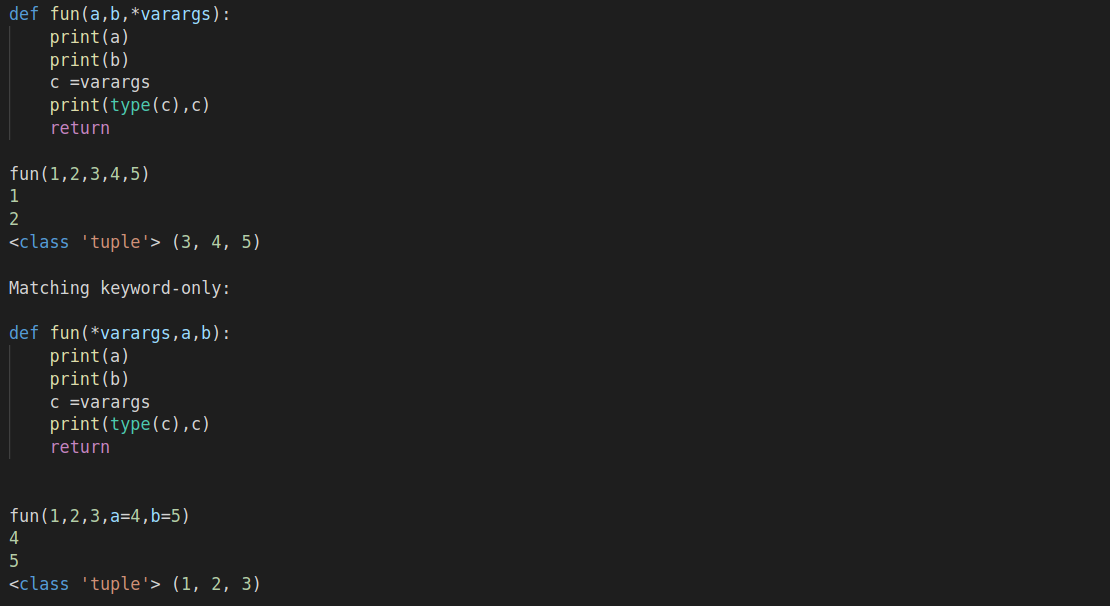 def fun(a,b,*varargs):
    print(a)
    print(b)
    c =varargs
    print(type(c),c)
    return
fun(1,2,3,4,5)
1
2
<class 'tuple'> (3, 4, 5)
Matching keyword-only:
def fun(*varargs,a,b):
    print(a)
    print(b)
    c =varargs
    print(type(c),c)
    return
fun(1,2,3,a=4,b=5)
4
5
<class 'tuple'> (1, 2, 3)